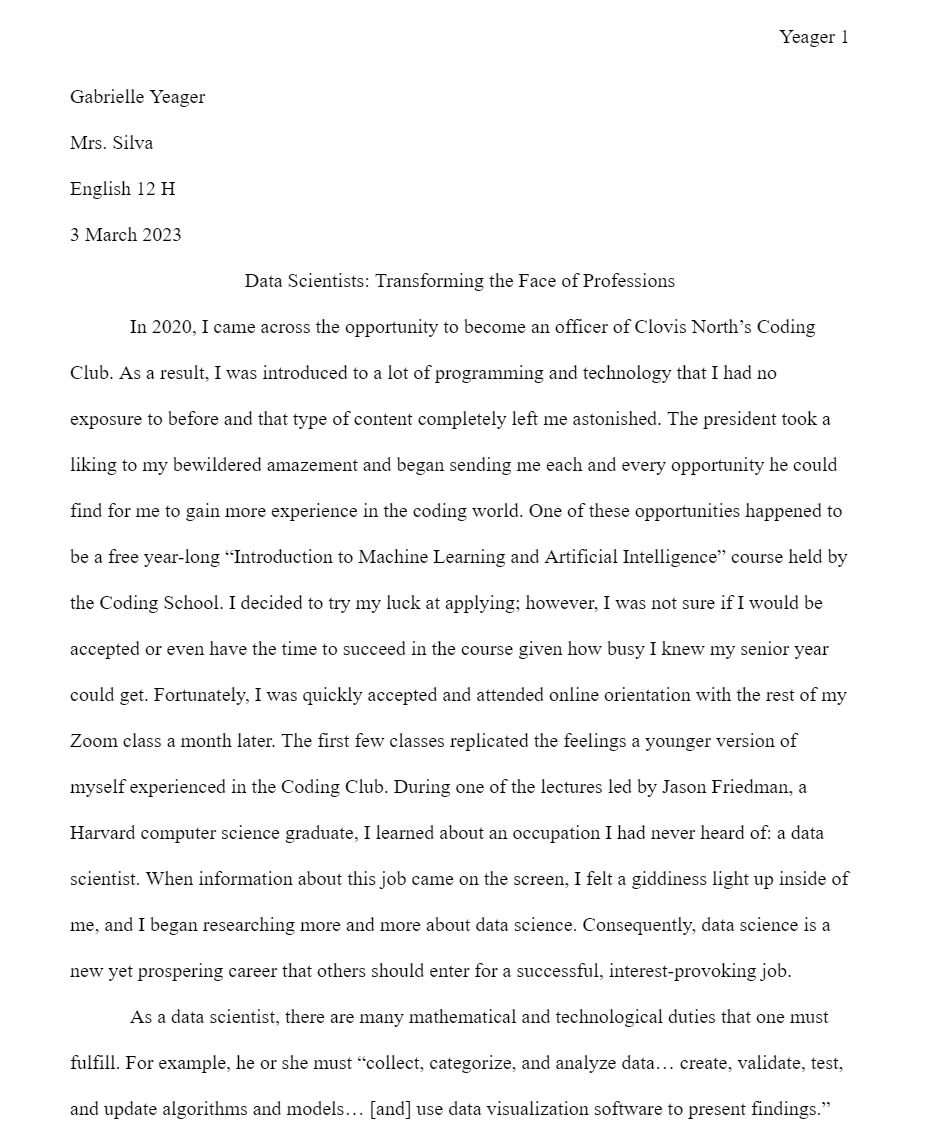 Yeager 1
Gabrielle Yeager
Mrs. Silva
English 12 H
3 March 2023
Data Scientists: Transforming the Face of Professions
In 2020, I came across the opportunity to become an officer of Clovis North’s Coding
Club. As a result, I was introduced to a lot of programming and technology that I had no
exposure to before and that type of content completely left me astonished. The president took a
liking to my bewildered amazement and began sending me each and every opportunity he could
find for me to gain more experience in the coding world. One of these opportunities happened to
be a free year-long “Introduction to Machine Learning and Artificial Intelligence” course held by
the Coding School. I decided to try my luck at applying; however, I was not sure if I would be
accepted or even have the time to succeed in the course given how busy I knew my senior year
could get. Fortunately, I was quickly accepted and attended online orientation with the rest of my
Zoom class a month later. The first few classes replicated the feelings a younger version of
myself experienced in the Coding Club. During one of the lectures led by Jason Friedman, a
Harvard computer science graduate, I learned about an occupation I had never heard of: a data
scientist. When information about this job came on the screen, I felt a giddiness light up inside of
me, and I began researching more and more about data science. Consequently, data science is a
new yet prospering career that others should enter for a successful, interest-provoking job.
As a data scientist, there are many mathematical and technological duties that one must
fulfill. For example, he or she must “collect, categorize, and analyze data… create, validate, test,
and update algorithms and models… [and] use data visualization software to present findings.”